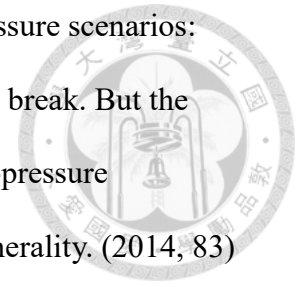 ssure scenarios:
break. But the
pressure
nerality. (2014, 83)